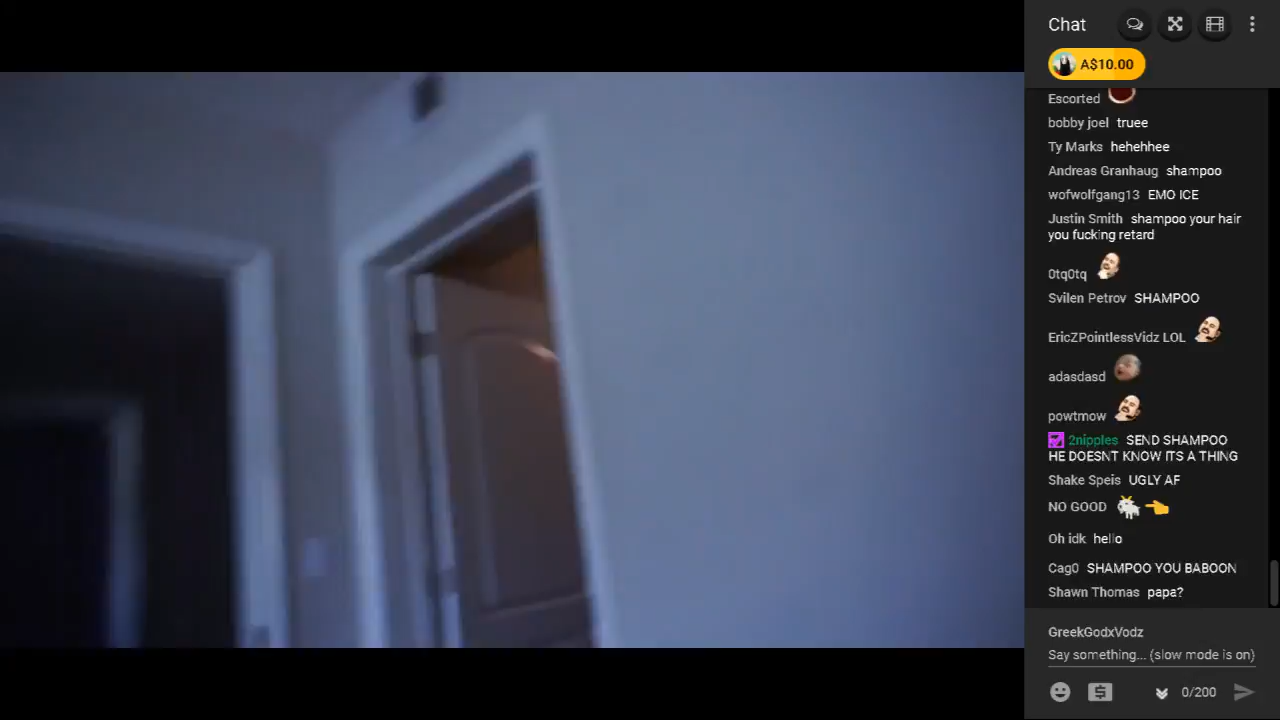 Chat
A$10.00
Escorted
bobby joel truee
Ty Marks hehehhee
Andreas Granhaug shampoo
wofwolfgang13 EMO ICE
Justin Smith shampoo your hair
you fucking retard
0tq0tq
Svilen Petrov SHAMPOO
EricZPointlessVidz LOL
adasdasd
powtmow
2nipples SEND SHAMPOO
HE DOESNT KNOW ITS A THING
Shake Speis UGLY AF
NO GOOD
Oh idk hello
Cag0 SHAMPOO YOU BABOON
Shawn Thomas papa?
GreekGodxVodz
Say something... (slow mode is on)
0/200